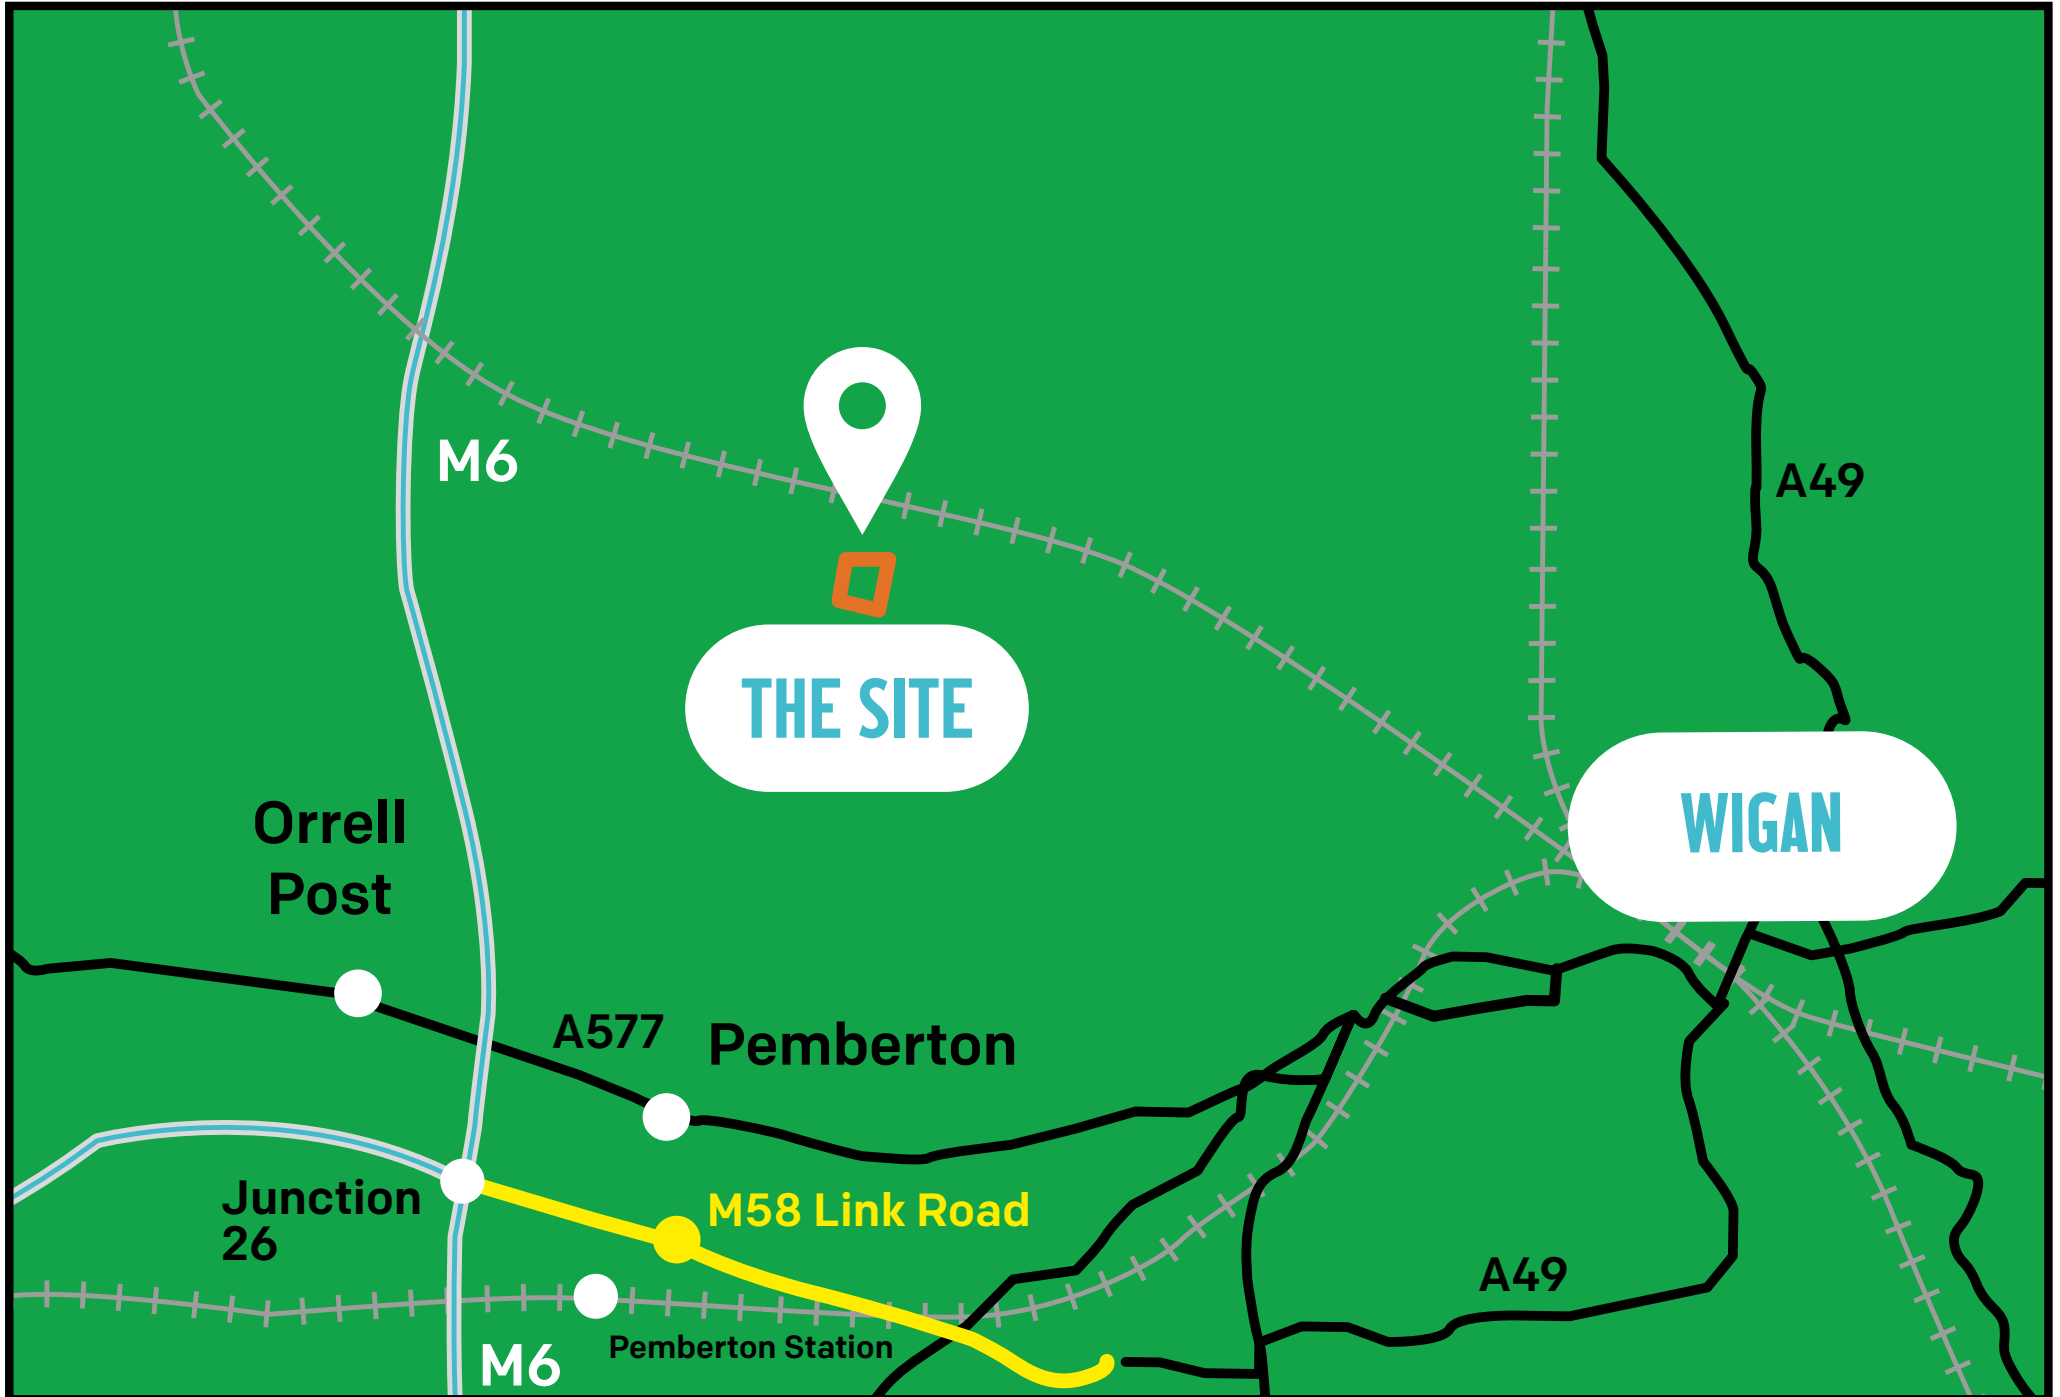 M6
A49
THE SITE
WIGAN
Orrell
Post
A577
Pemberton
Junction
26
M58 Link Road
A49
Pemberton Station
M6